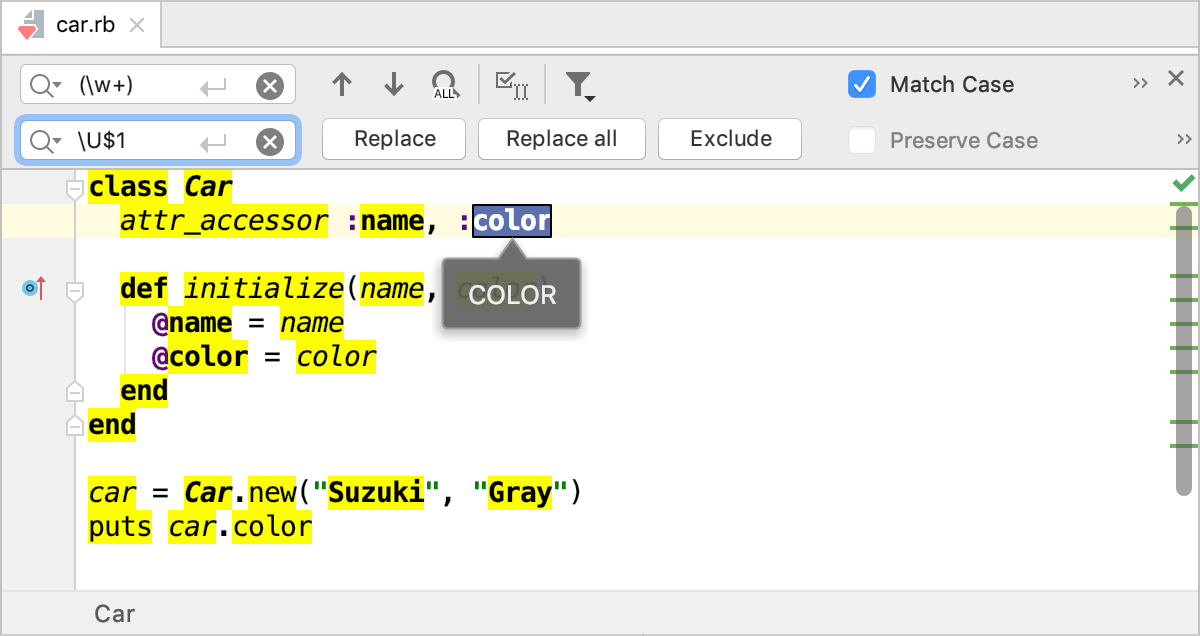 car.rb
(\w+)
ALL
Match Case
\U$1
Replace
Replace all
Exclude
Preserve Case
class Car
attr_accessor :name, :color
def initialize(name, color)
COLOR
@name = name
@color = color
end
end
car = Car.new("Suzuki", "Gray")
puts car.color
Car